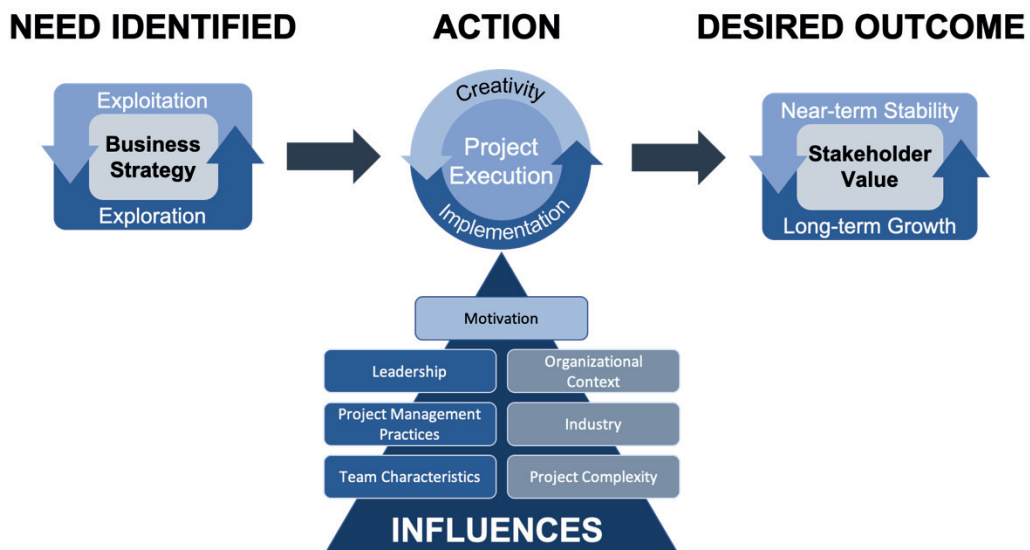 NEED IDENTIFIED
ACTION
DESIRED OUTCOME
Exploitation
Business
Strategy
Exploration
Creativity
Project
Execution
Implementation
Near-term Stability
Stakeholder
Value
Long-term Growth
Motivation
Leadership
Organizational
Context
Project Management
Practices
Industry
Team Characteristics
Project Complexity
INFLUENCES